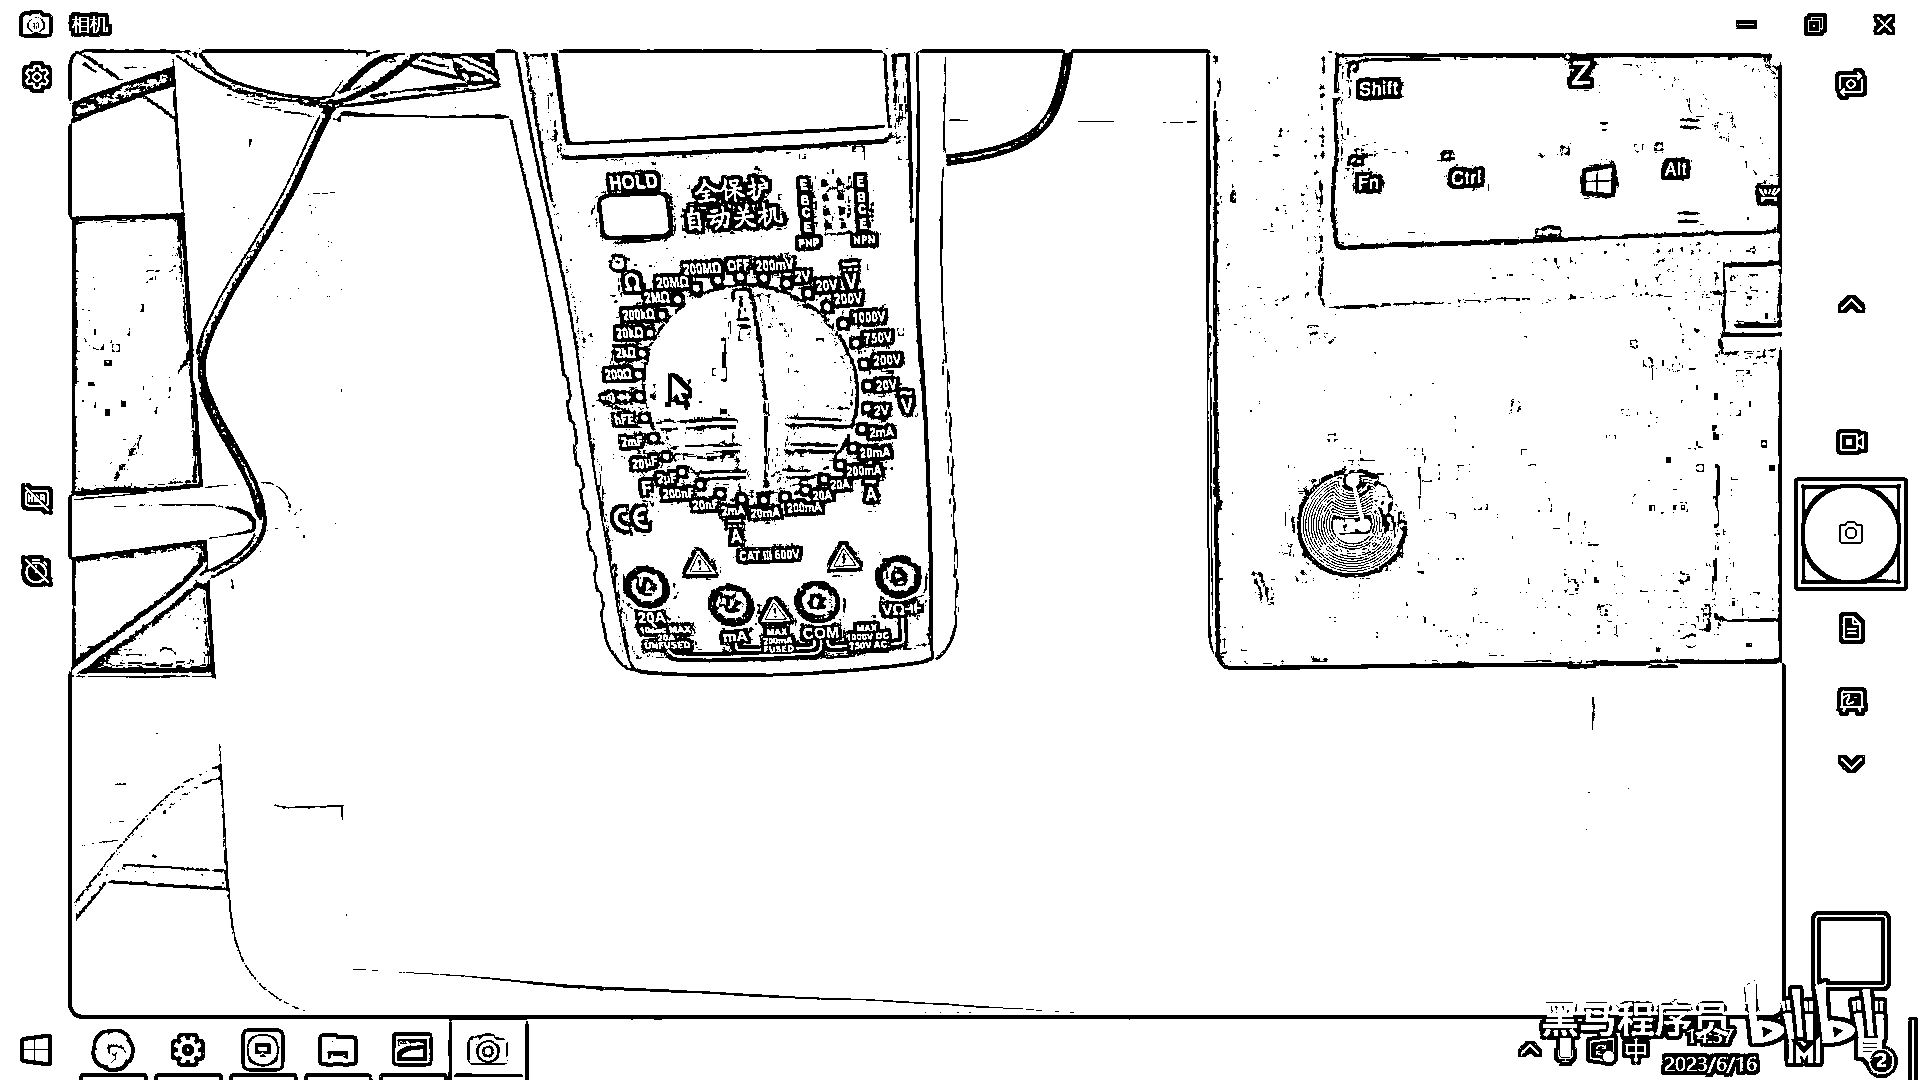 相机
Shift
Z
Fn
Ctrl
Alt
HOLD
全保护
自动关机
E
B
C
E
PNP
E
B
C
E
NPN
Ω
200MΩ
OFF
200mV
2V
20V
V
200V
1000V
750V
200V
20V
2V
V
2mA
20mA
200mA
20A
A
20MΩ
2MΩ
200kΩ
20kΩ
2kΩ
200Ω
hFE
2mF
20µF
2µF
F
200nF
20nF
2mA
20mA
200mA
20A
A
CE
CAT III 600V
20A
UNFUSED
mA
MAX
200mA
FUSED
COM
MAX
1000V DC
750V AC
VΩ
黑马程序员
bilibili
中
14:37
2023/6/16
2